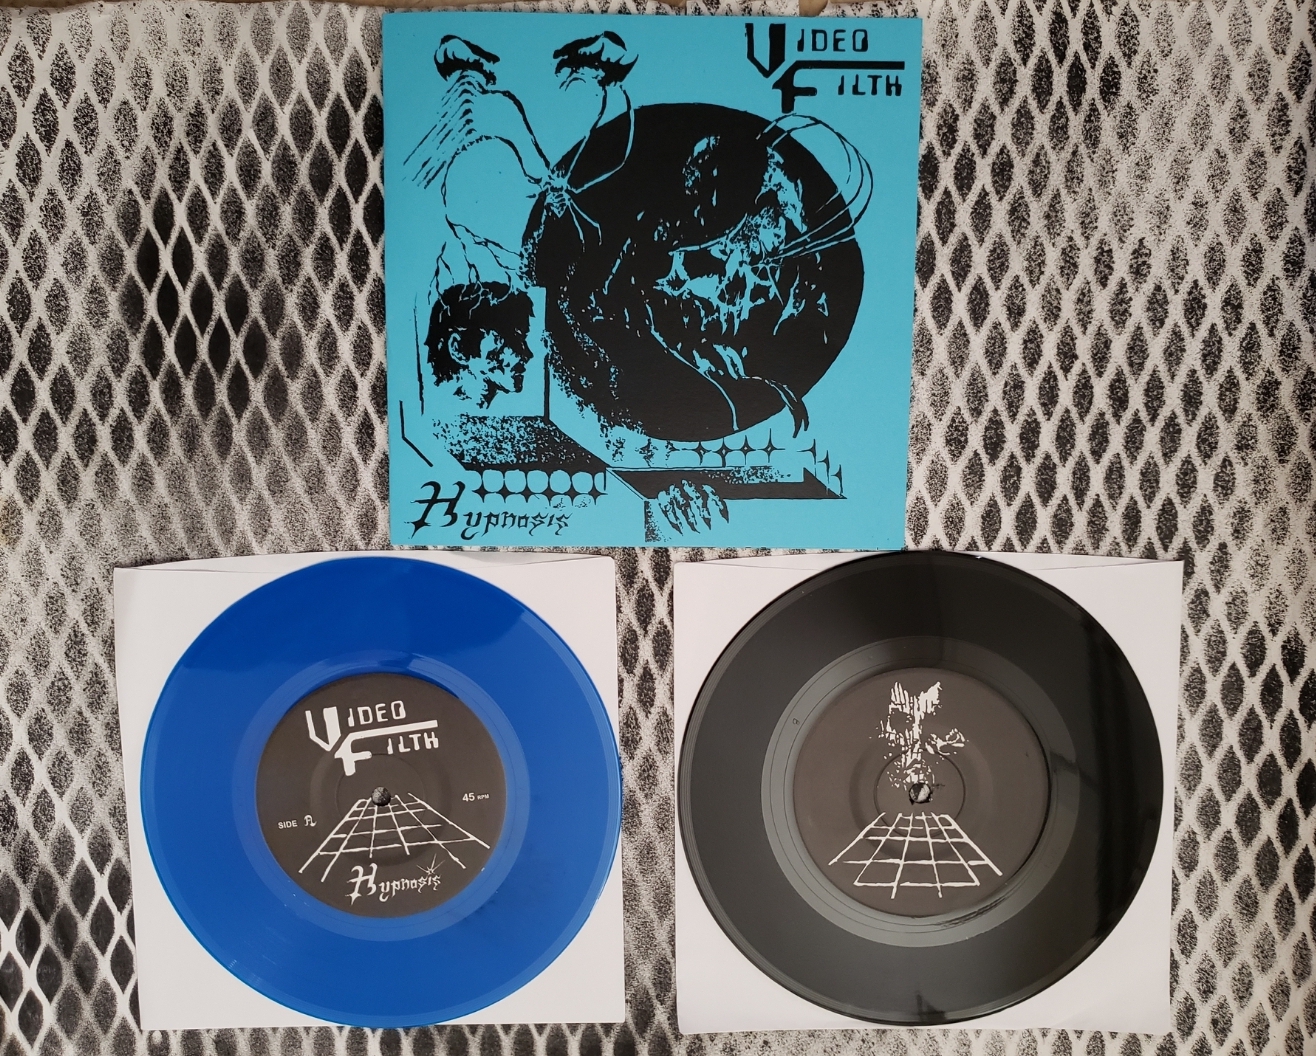 VIDEO
FILTH
Hypnosis
VIDEO
FILTH
SIDE A
45 RPM
Hypnosis